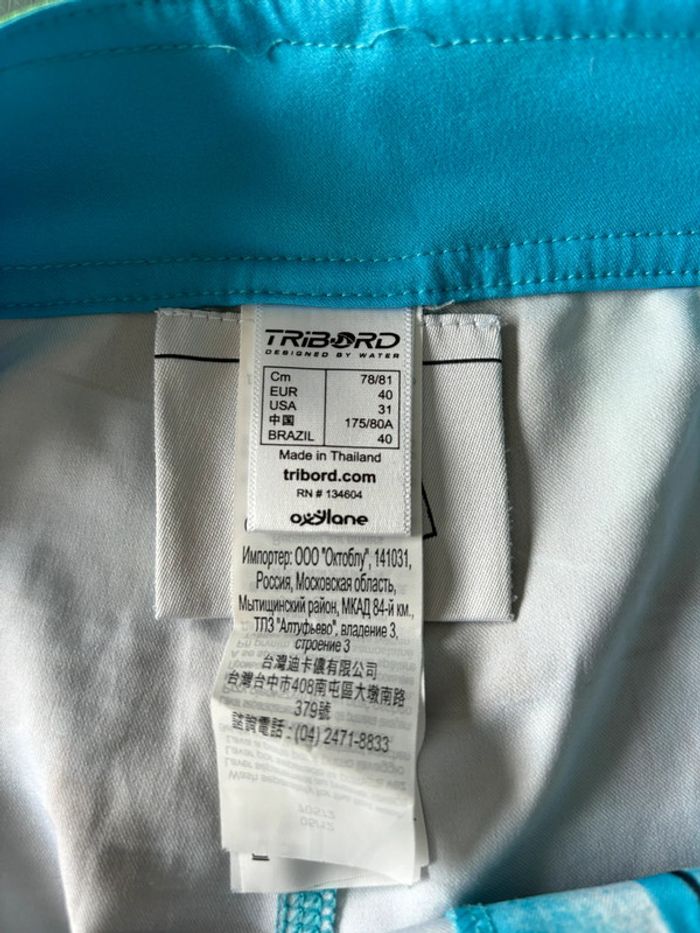 TRIBORD
DESIGNED BY WATER
Cm 78/81
EUR 40
USA 31
中国 175/80A
BRAZIL 40
Made in Thailand
tribord.com
RN # 134604
oxylane
Импортер: ООО "Октоблу", 141031,
Россия, Московская область,
Мытищинский район, МКАД 84-й км.,
ТПЗ "Алтуфьево", владение 3,
строение 3
台灣迪卡儂有限公司
台灣台中市408南屯區大墩南路
379號
諮詢電話：(04) 2471-8833